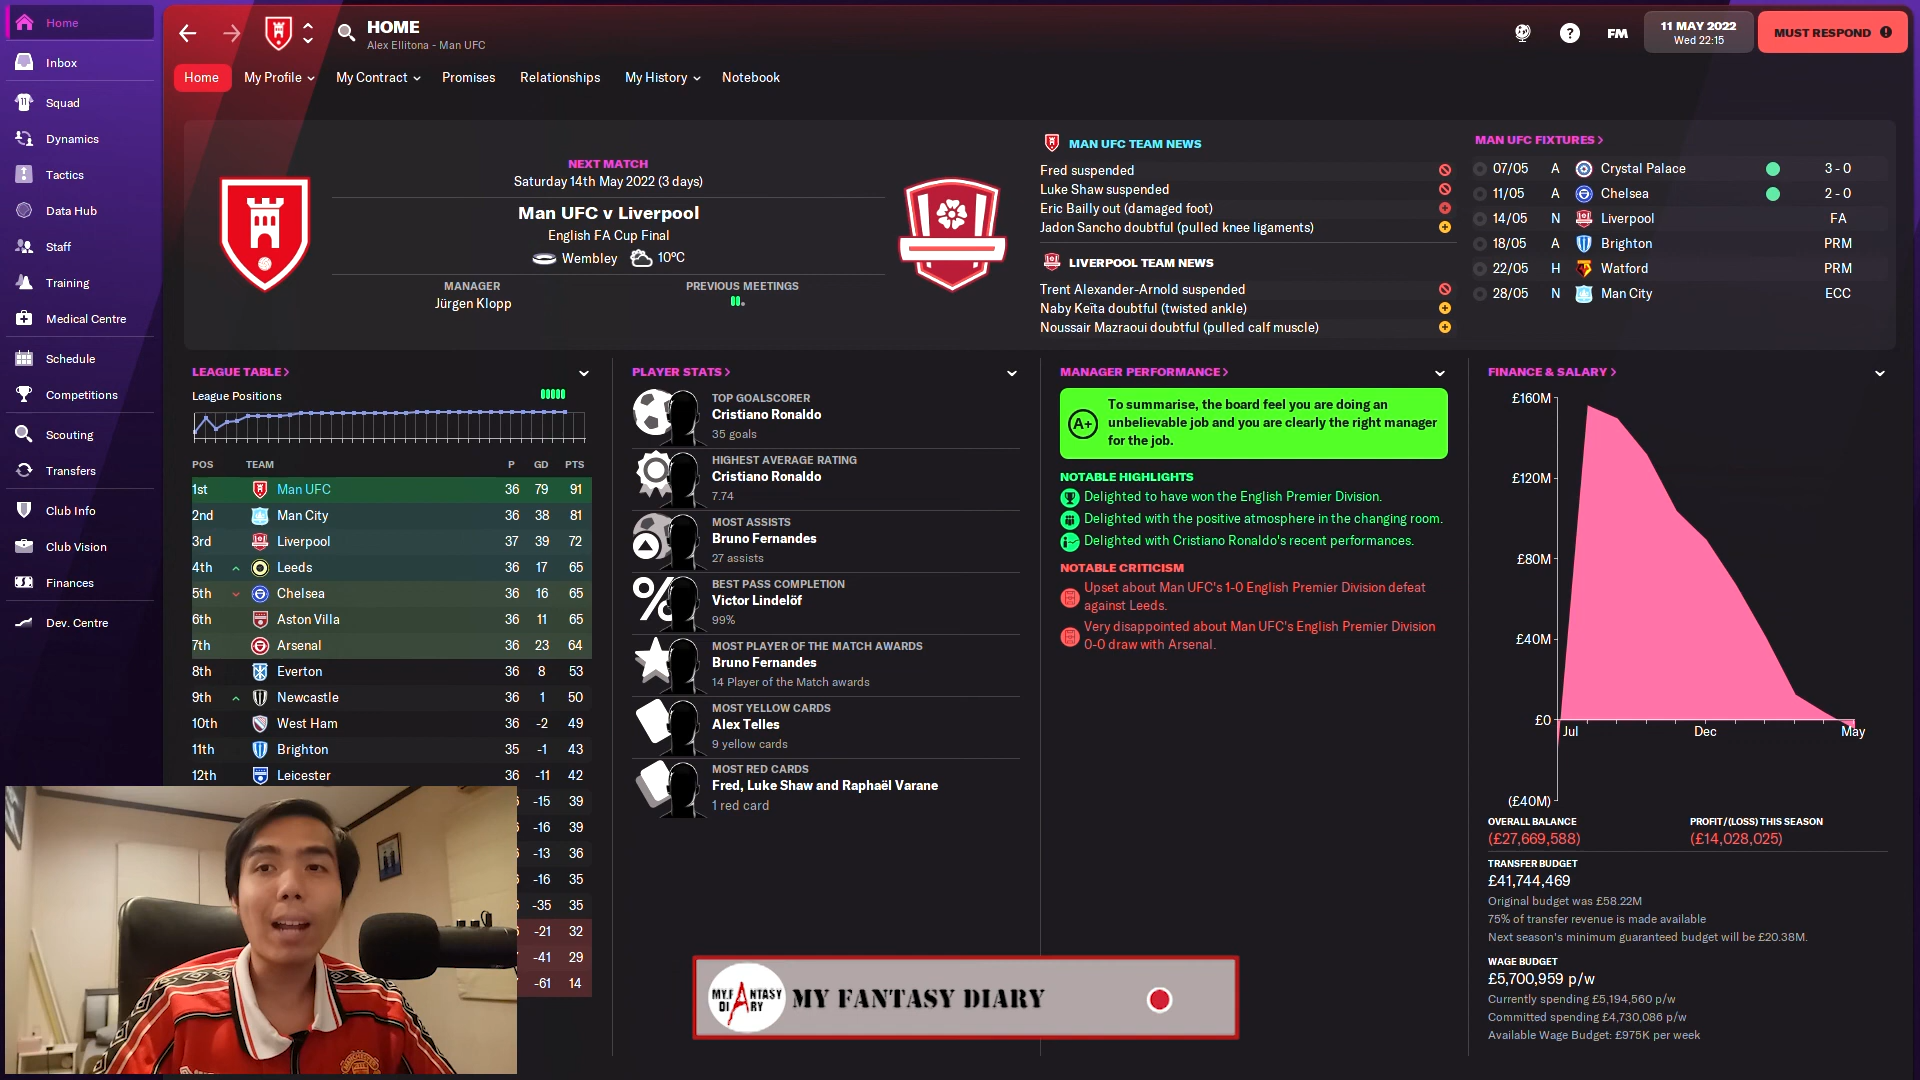 Home
Inbox
Squad
Dynamics
Tactics
Data Hub
Staff
Training
Medical Centre
Schedule
Competitions
Scouting
Transfers
Club Info
Club Vision
Finances
Dev. Centre
HOME
Alex Ellitona - Man UFC
FM
11 MAY 2022
Wed 22:15
MUST RESPOND
Home My Profile My Contract Promises Relationships My History Notebook
NEXT MATCH
Saturday 14th May 2022 (3 days)
Man UFC v Liverpool
English FA Cup Final
Wembley 10°C
MANAGER
Jürgen Klopp
PREVIOUS MEETINGS
MAN UFC TEAM NEWS
Fred suspended
Luke Shaw suspended
Eric Bailly out (damaged foot)
Jadon Sancho doubtful (pulled knee ligaments)
LIVERPOOL TEAM NEWS
Trent Alexander-Arnold suspended
Naby Keïta doubtful (twisted ankle)
Noussair Mazraoui doubtful (pulled calf muscle)
MAN UFC FIXTURES >
07/05 A Crystal Palace 3 - 0
11/05 A Chelsea 2 - 0
14/05 N Liverpool FA
18/05 A Brighton PRM
22/05 H Watford PRM
28/05 N Man City ECC
LEAGUE TABLE >
League Positions
POS TEAM P GD PTS
1st Man UFC 36 79 91
2nd Man City 36 38 81
3rd Liverpool 37 39 72
4th Leeds 36 17 65
5th Chelsea 36 16 65
6th Aston Villa 36 11 65
7th Arsenal 36 23 64
8th Everton 36 8 53
9th Newcastle 36 1 50
10th West Ham 36 -2 49
11th Brighton 35 -1 43
12th Leicester 36 -11 42
-15 39
-16 39
-13 36
-16 35
-35 35
-21 32
-41 29
-61 14
PLAYER STATS >
TOP GOALSCORER
Cristiano Ronaldo
35 goals
HIGHEST AVERAGE RATING
Cristiano Ronaldo
7.74
MOST ASSISTS
Bruno Fernandes
27 assists
BEST PASS COMPLETION
Victor Lindelöf
99%
MOST PLAYER OF THE MATCH AWARDS
Bruno Fernandes
14 Player of the Match awards
MOST YELLOW CARDS
Alex Telles
9 yellow cards
MOST RED CARDS
Fred, Luke Shaw and Raphaël Varane
1 red card
MANAGER PERFORMANCE >
A+
To summarise, the board feel you are doing an
unbelievable job and you are clearly the right manager
for the job.
NOTABLE HIGHLIGHTS
Delighted to have won the English Premier Division.
Delighted with the positive atmosphere in the changing room.
Delighted with Cristiano Ronaldo's recent performances.
NOTABLE CRITICISM
Upset about Man UFC's 1-0 English Premier Division defeat
against Leeds.
Very disappointed about Man UFC's English Premier Division
0-0 draw with Arsenal.
FINANCE & SALARY >
£160M
£120M
£80M
£40M
£0
(£40M)
Jul Dec May
OVERALL BALANCE
(£27,669,588)
PROFIT/(LOSS) THIS SEASON
(£14,028,025)
TRANSFER BUDGET
£41,744,469
Original budget was £58.22M
75% of transfer revenue is made available
Next season's minimum guaranteed budget will be £20.38M.
WAGE BUDGET
£5,700,959 p/w
Currently spending £5,194,560 p/w
Committed spending £4,730,086 p/w
Available Wage Budget: £975K per week
MY FANTASY
DIARY
MY FANTASY DIARY